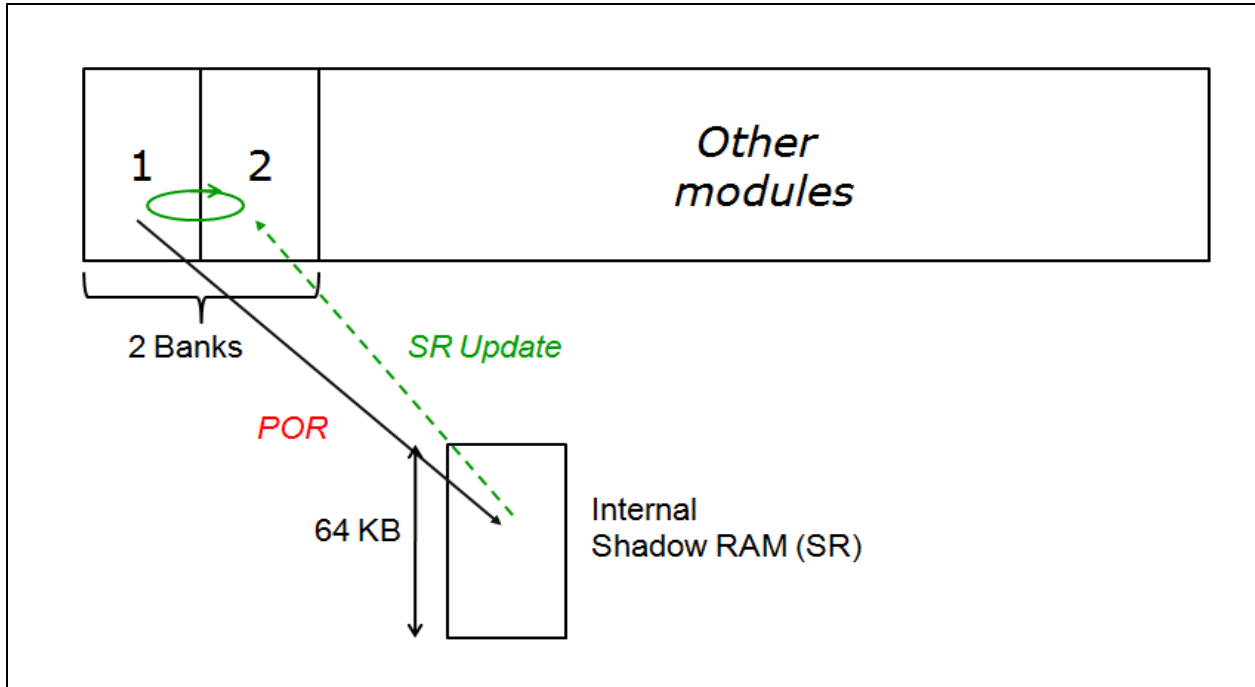 1
2
Other
modules
2 Banks
SR Update
POR
64 KB
Internal
Shadow RAM (SR)